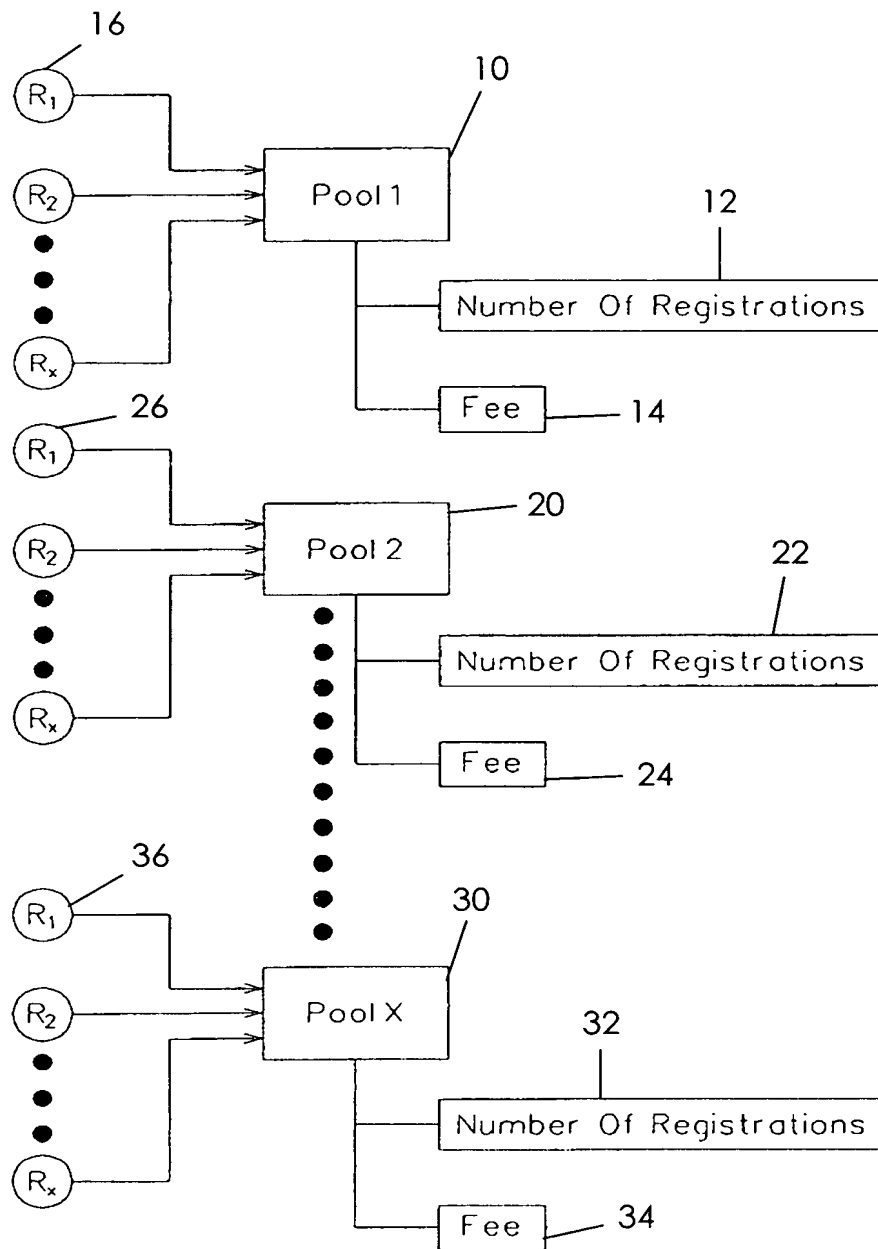 16
R₁
10
Pool 1
R₂
12
Number Of Registrations
Rₓ
Fee
14
26
R₁
20
Pool 2
R₂
22
Number Of Registrations
Rₓ
Fee
24
36
R₁
30
Pool X
R₂
32
Number Of Registrations
Rₓ
Fee
34